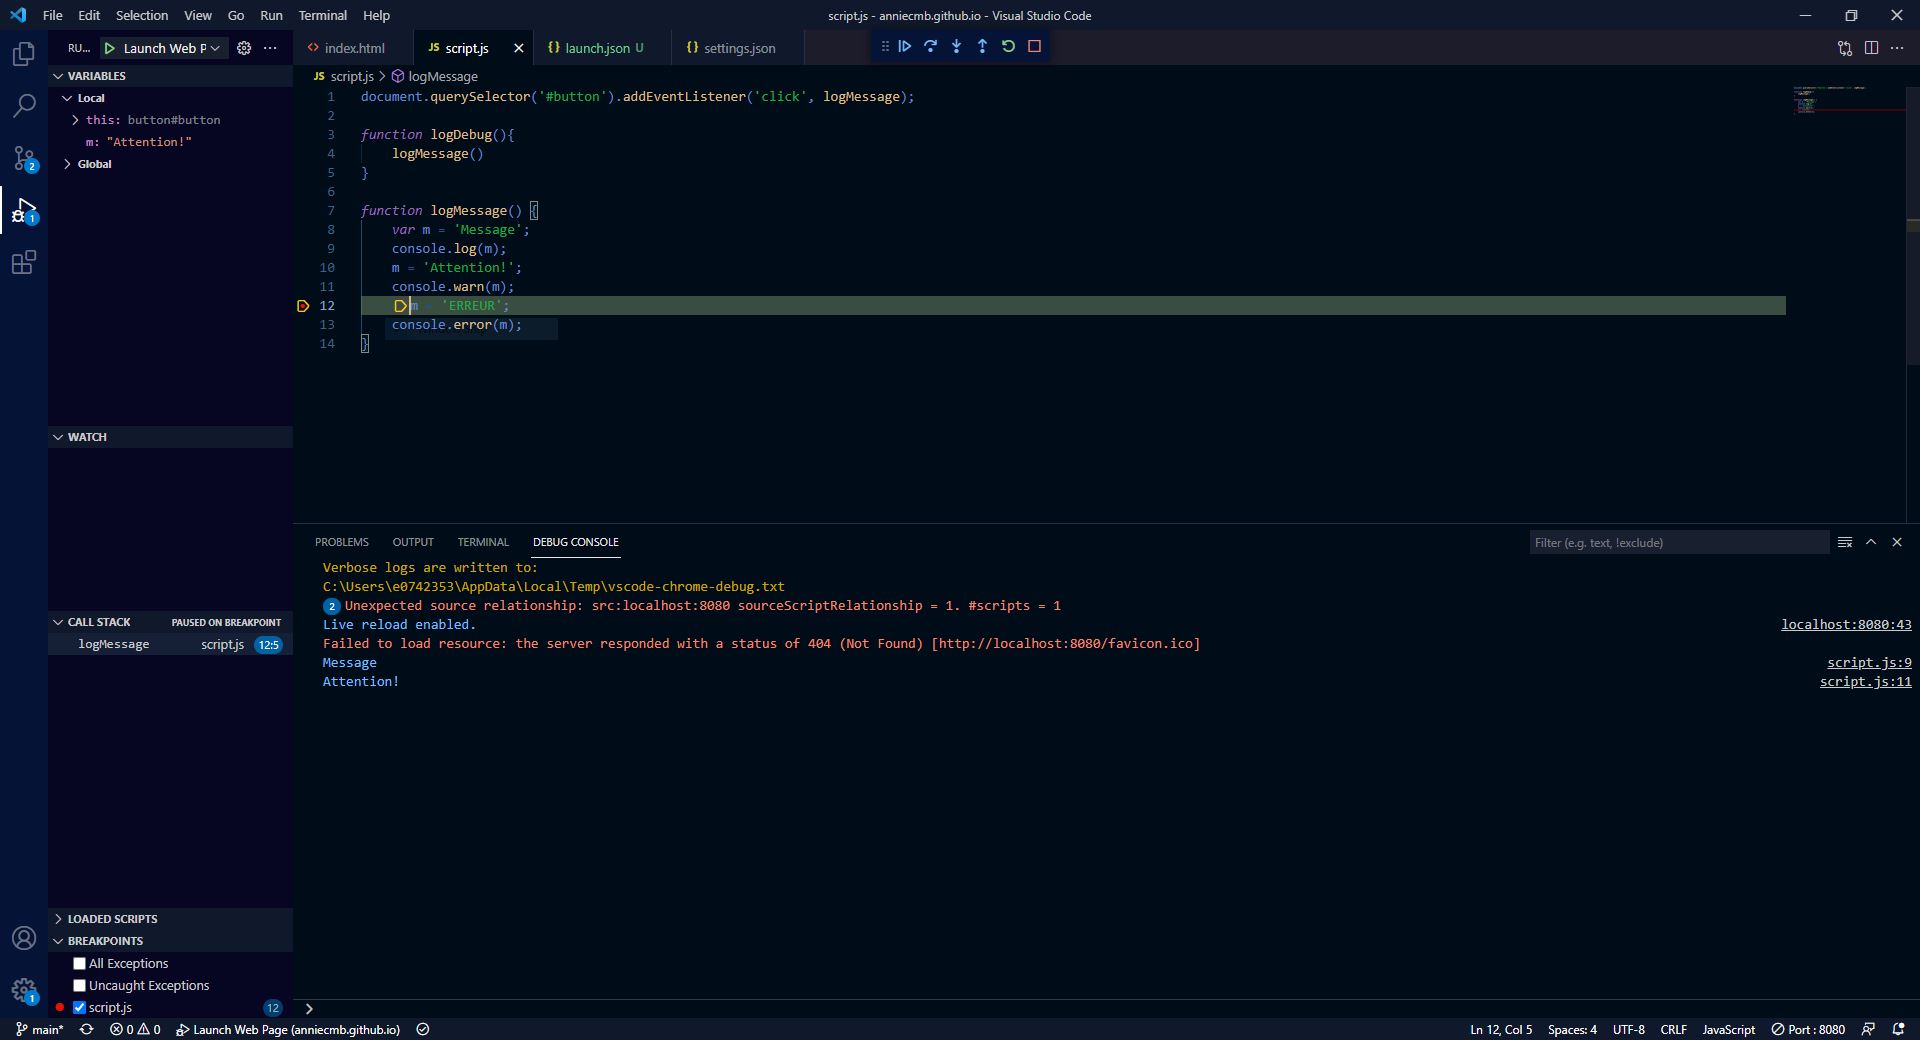 File Edit Selection View Go Run Terminal Help
script.js - anniecmb.github.io - Visual Studio Code
RU... Launch Web P
index.html
JS script.js
{} launch.json U
{} settings.json
VARIABLES
Local
this: button#button
m: "Attention!"
Global
WATCH
CALL STACK PAUSED ON BREAKPOINT
logMessage script.js 12:5
LOADED SCRIPTS
BREAKPOINTS
All Exceptions
Uncaught Exceptions
script.js 12
2
1
1
JS script.js > logMessage
1 document.querySelector('#button').addEventListener('click', logMessage);
2
3 function logDebug(){
4 logMessage()
5 }
6
7 function logMessage() {
8 var m = 'Message';
9 console.log(m);
10 m = 'Attention!';
11 console.warn(m);
12 m = 'ERREUR';
13 console.error(m);
14 }
PROBLEMS OUTPUT TERMINAL DEBUG CONSOLE
Filter (e.g. text, !exclude)
Verbose logs are written to:
C:\Users\e0742353\AppData\Local\Temp\vscode-chrome-debug.txt
2 Unexpected source relationship: src:localhost:8080 sourceScriptRelationship = 1. #scripts = 1
Live reload enabled. localhost:8080:43
Failed to load resource: the server responded with a status of 404 (Not Found) [http://localhost:8080/favicon.ico]
Message script.js:9
Attention! script.js:11
main* 0 0 Launch Web Page (anniecmb.github.io)
Ln 12, Col 5 Spaces: 4 UTF-8 CRLF JavaScript Port : 8080